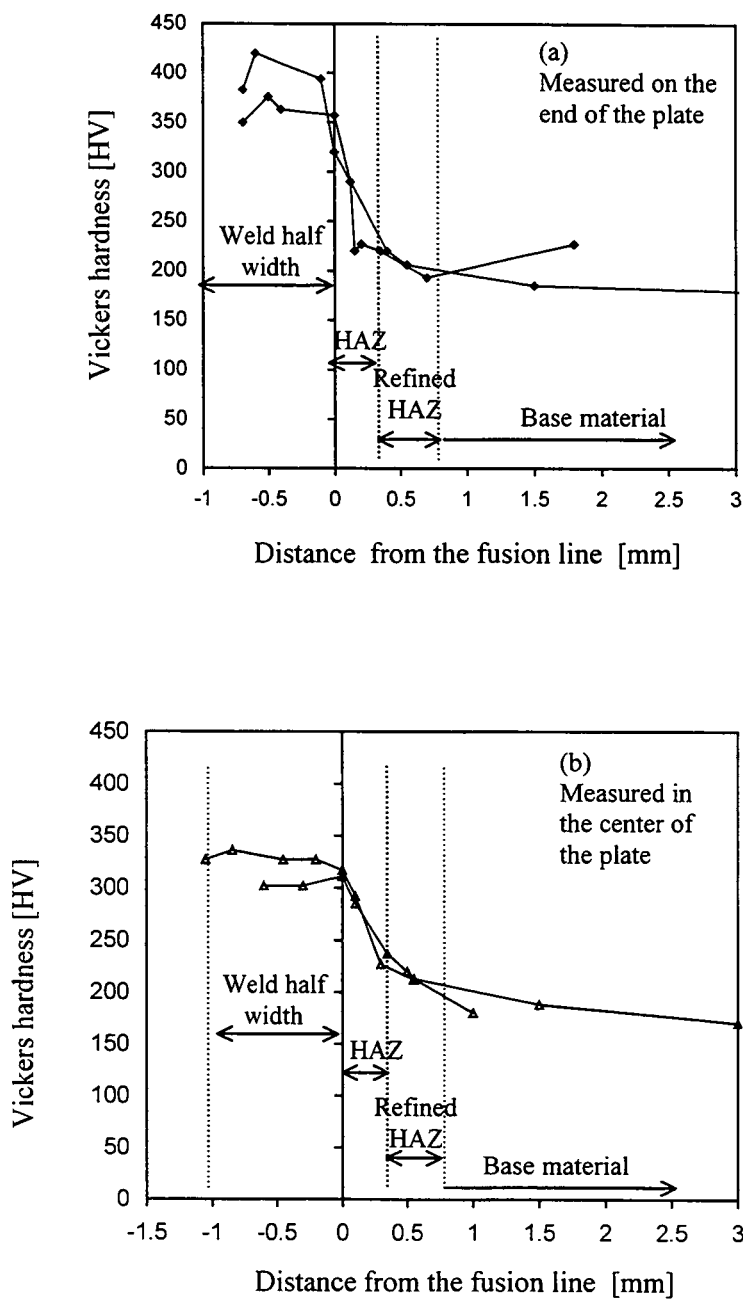 (a)
Measured on the
end of the plate
Vickers hardness [HV]
450
400
350
300
250
200
150
100
50
0
Weld half
width
HAZ
Refined
HAZ
Base material
-1
-0.5
0
0.5
1
1.5
2
2.5
3
Distance from the fusion line [mm]
(b)
Measured in
the center of
the plate
Vickers hardness [HV]
450
400
350
300
250
200
150
100
50
0
Weld half
width
HAZ
Refined
HAZ
Base material
-1.5
-1
-0.5
0
0.5
1
1.5
2
2.5
3
Distance from the fusion line [mm]